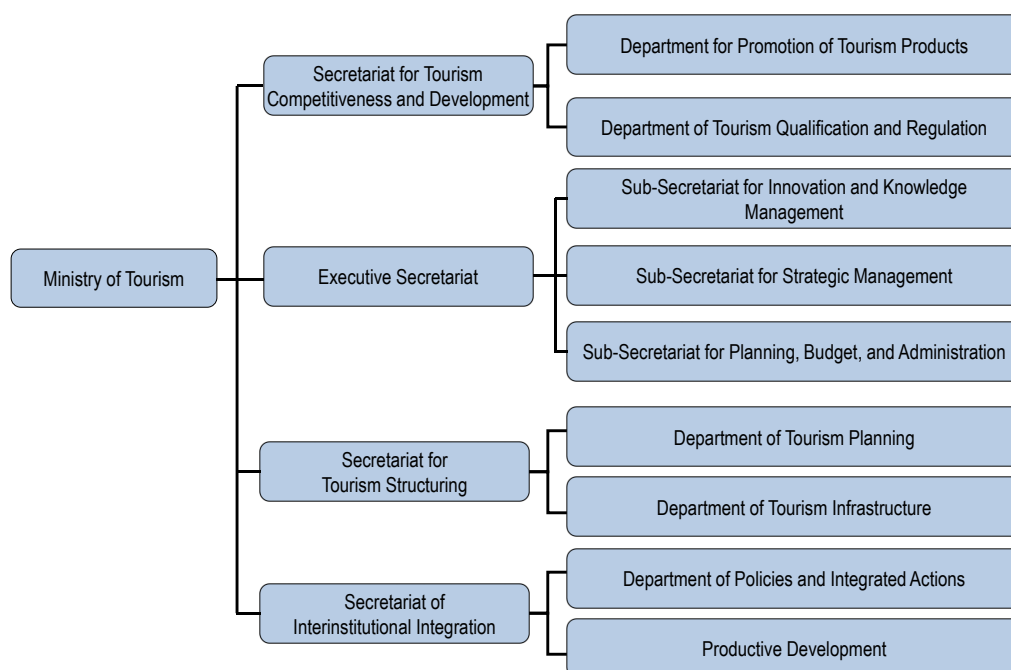 Ministry of Tourism
Secretariat for Tourism
Competitiveness and Development
Department for Promotion of Tourism Products
Department of Tourism Qualification and Regulation
Executive Secretariat
Sub-Secretariat for Innovation and Knowledge
Management
Sub-Secretariat for Strategic Management
Sub-Secretariat for Planning, Budget, and Administration
Secretariat for
Tourism Structuring
Department of Tourism Planning
Department of Tourism Infrastructure
Secretariat of
Interinstitutional Integration
Department of Policies and Integrated Actions
Productive Development